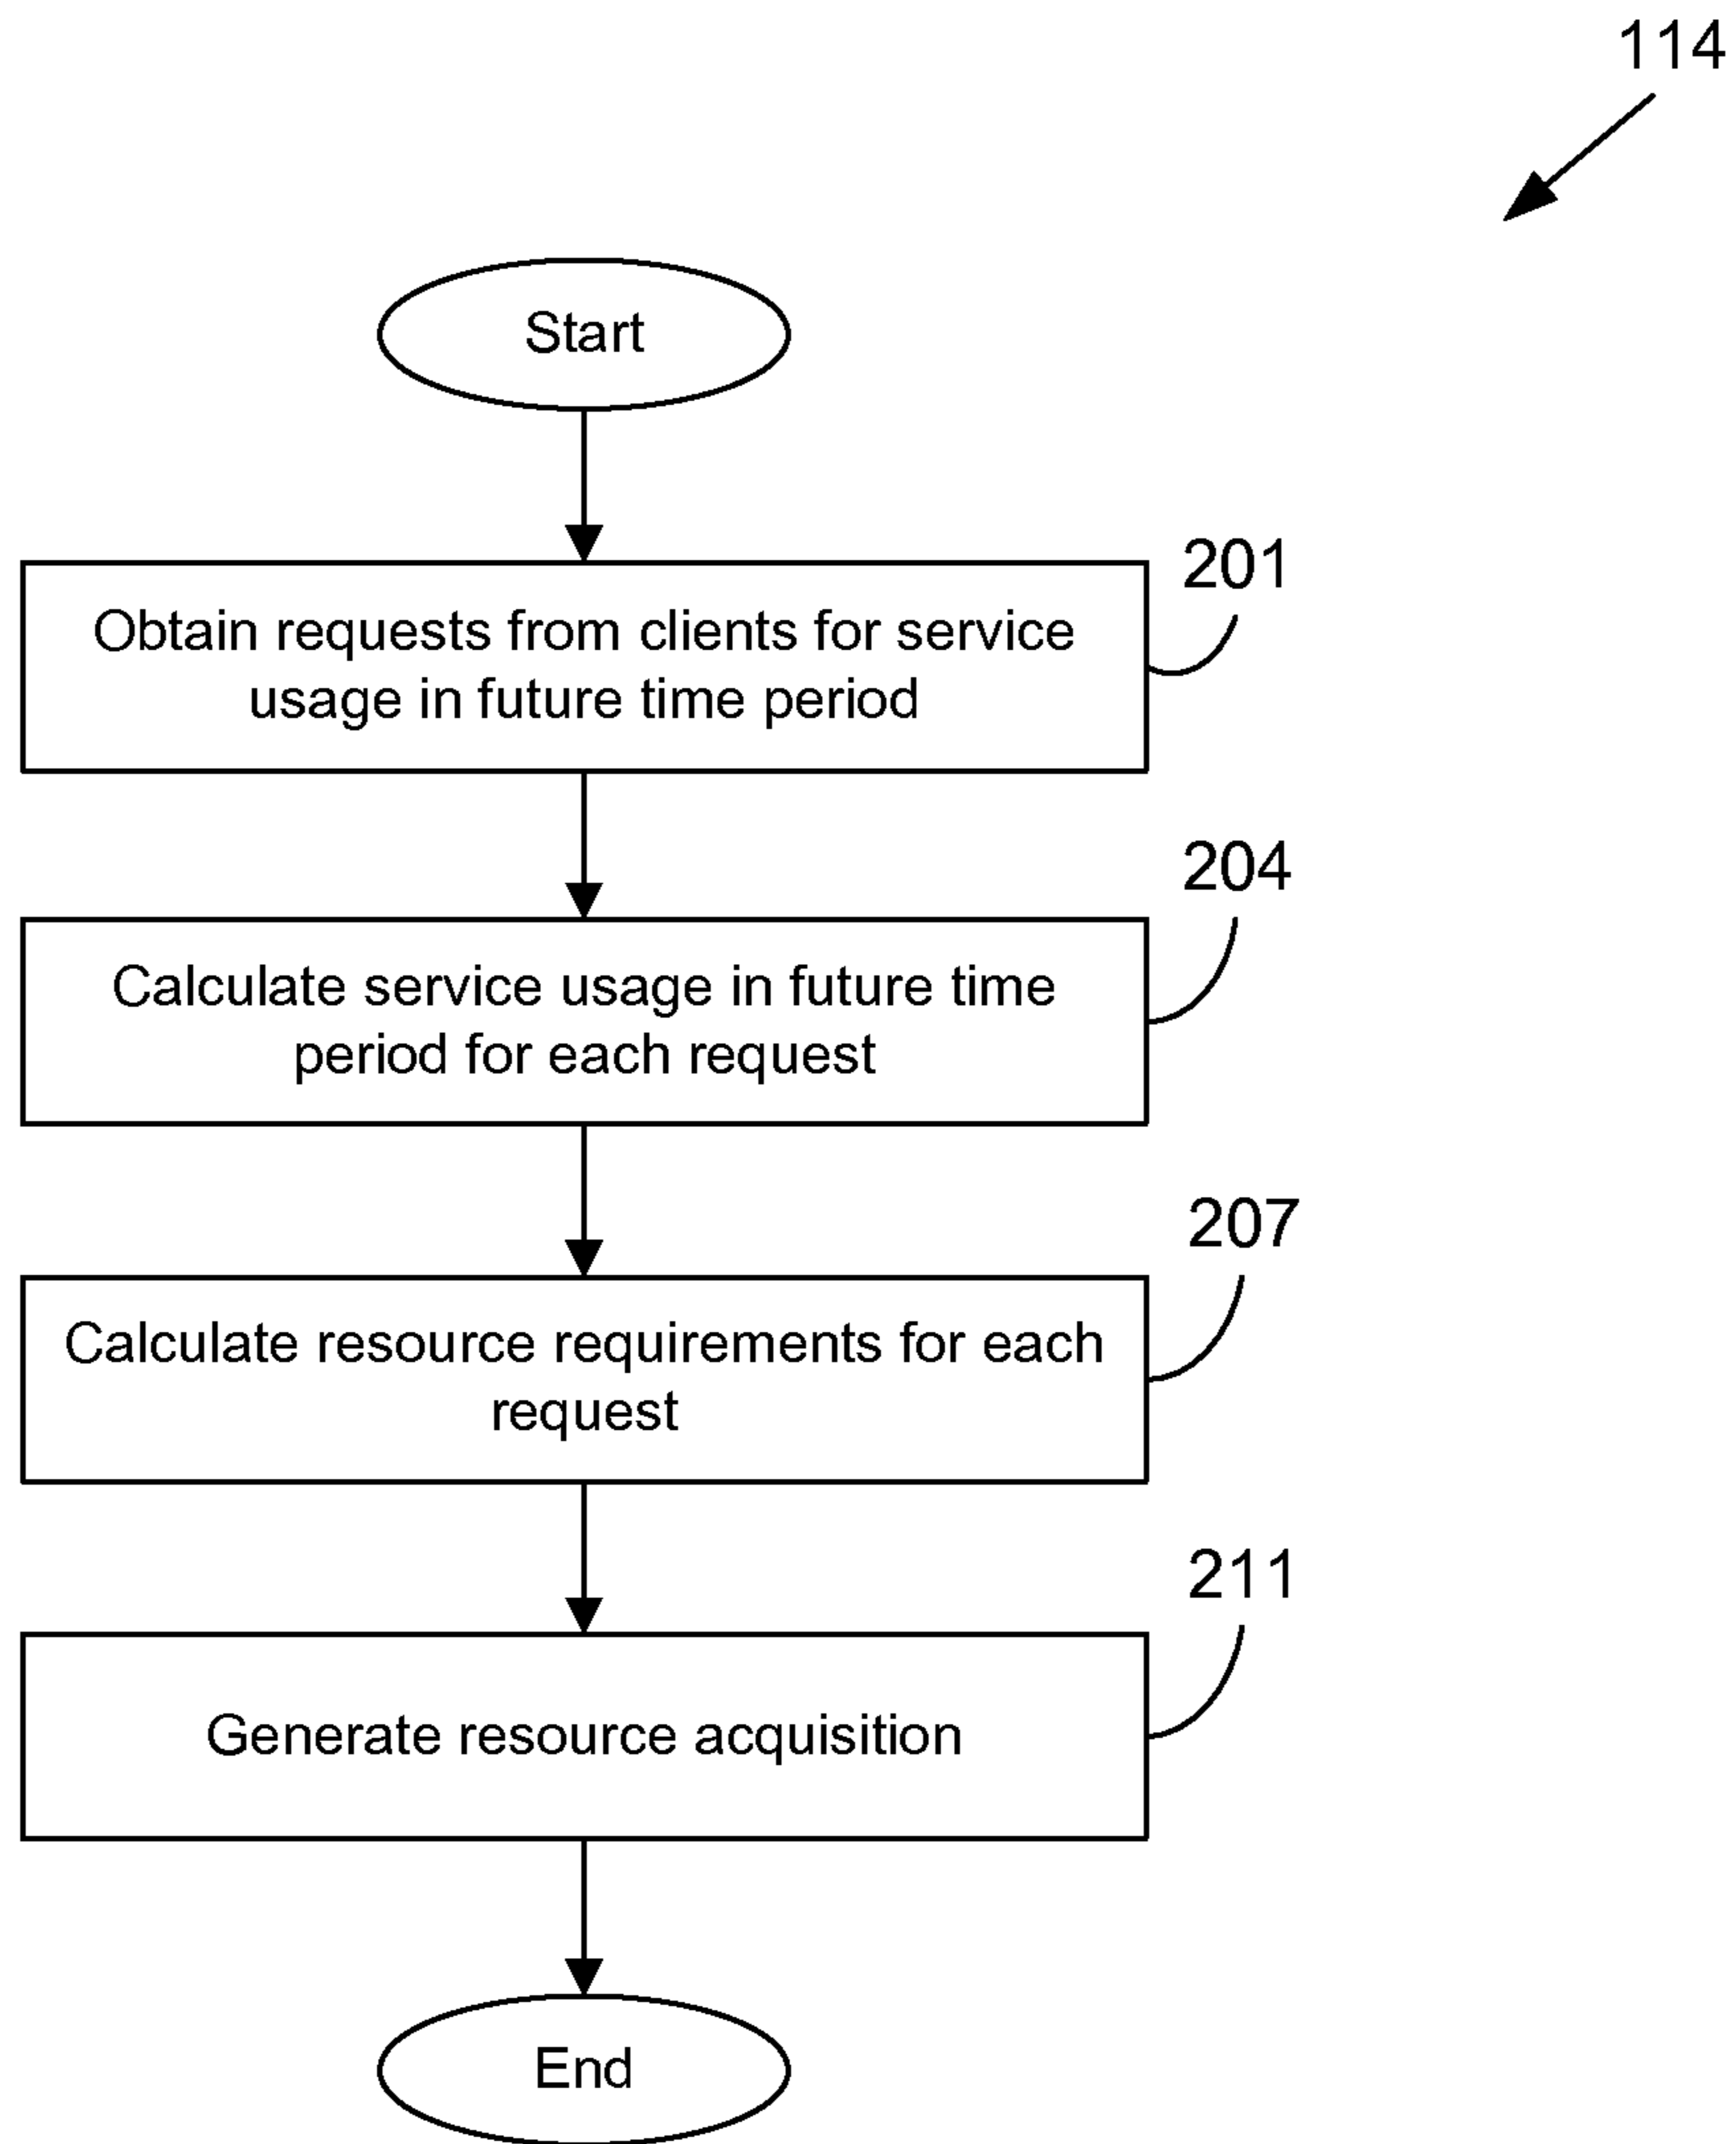 114
Start
201
Obtain requests from clients for service
usage in future time period
204
Calculate service usage in future time
period for each request
207
Calculate resource requirements for each
request
211
Generate resource acquisition
End